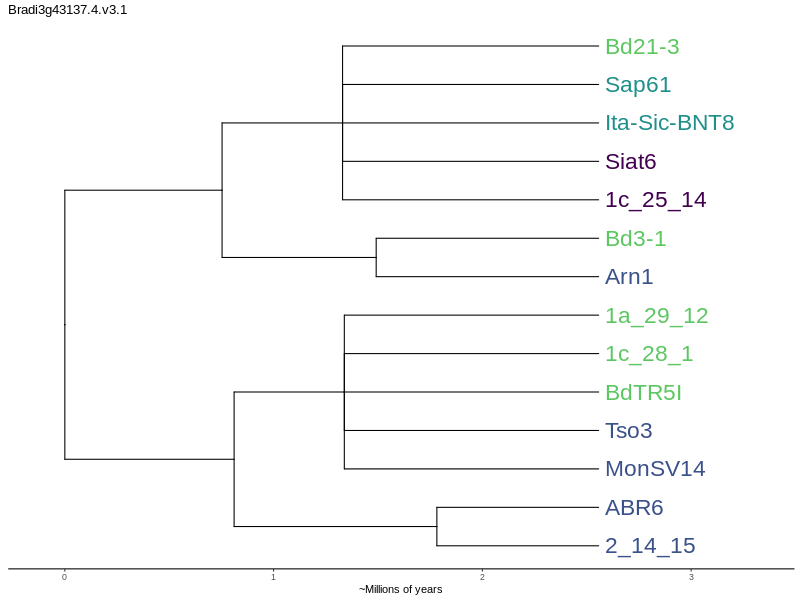 Bradi3g43137.4.v3.1
Bd21-3
Sap61
Ita-Sic-BNT8
Siat6
1c_25_14
Bd3-1
Arn1
1a_29_12
1c_28_1
BdTR5I
Tso3
MonSV14
ABR6
2_14_15
0 1 2 3
~Millions of years